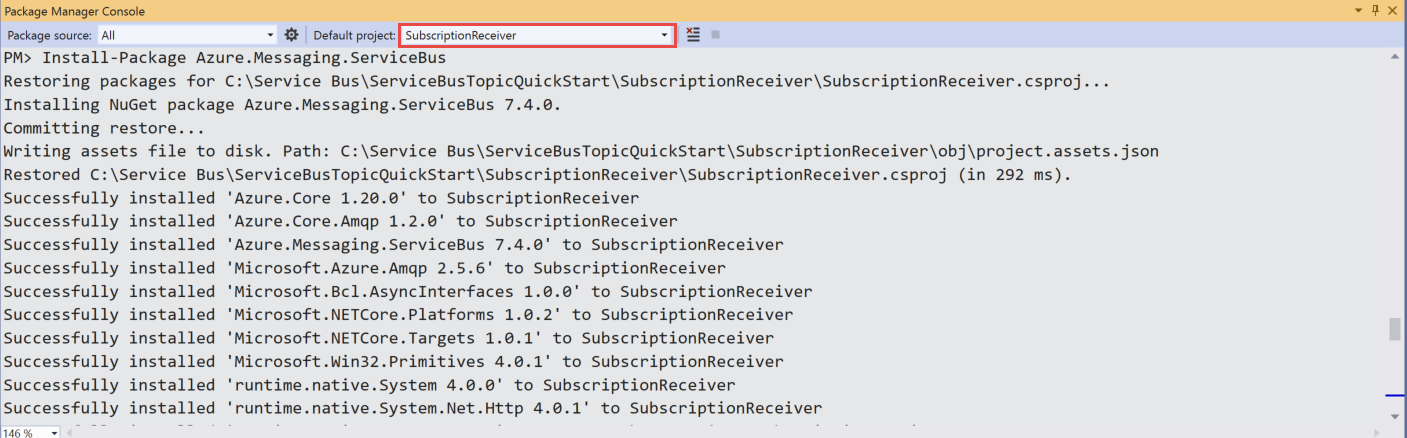 Package Manager Console
Package source: All Default project: SubscriptionReceiver
PM> Install-Package Azure.Messaging.ServiceBus
Restoring packages for C:\Service Bus\ServiceBusTopicQuickStart\SubscriptionReceiver\SubscriptionReceiver.csproj...
Installing NuGet package Azure.Messaging.ServiceBus 7.4.0.
Committing restore...
Writing assets file to disk. Path: C:\Service Bus\ServiceBusTopicQuickStart\SubscriptionReceiver\obj\project.assets.json
Restored C:\Service Bus\ServiceBusTopicQuickStart\SubscriptionReceiver\SubscriptionReceiver.csproj (in 292 ms).
Successfully installed 'Azure.Core 1.20.0' to SubscriptionReceiver
Successfully installed 'Azure.Core.Amqp 1.2.0' to SubscriptionReceiver
Successfully installed 'Azure.Messaging.ServiceBus 7.4.0' to SubscriptionReceiver
Successfully installed 'Microsoft.Azure.Amqp 2.5.6' to SubscriptionReceiver
Successfully installed 'Microsoft.Bcl.AsyncInterfaces 1.0.0' to SubscriptionReceiver
Successfully installed 'Microsoft.NETCore.Platforms 1.0.2' to SubscriptionReceiver
Successfully installed 'Microsoft.NETCore.Targets 1.0.1' to SubscriptionReceiver
Successfully installed 'Microsoft.Win32.Primitives 4.0.1' to SubscriptionReceiver
Successfully installed 'runtime.native.System 4.0.0' to SubscriptionReceiver
Successfully installed 'runtime.native.System.Net.Http 4.0.1' to SubscriptionReceiver
146 %